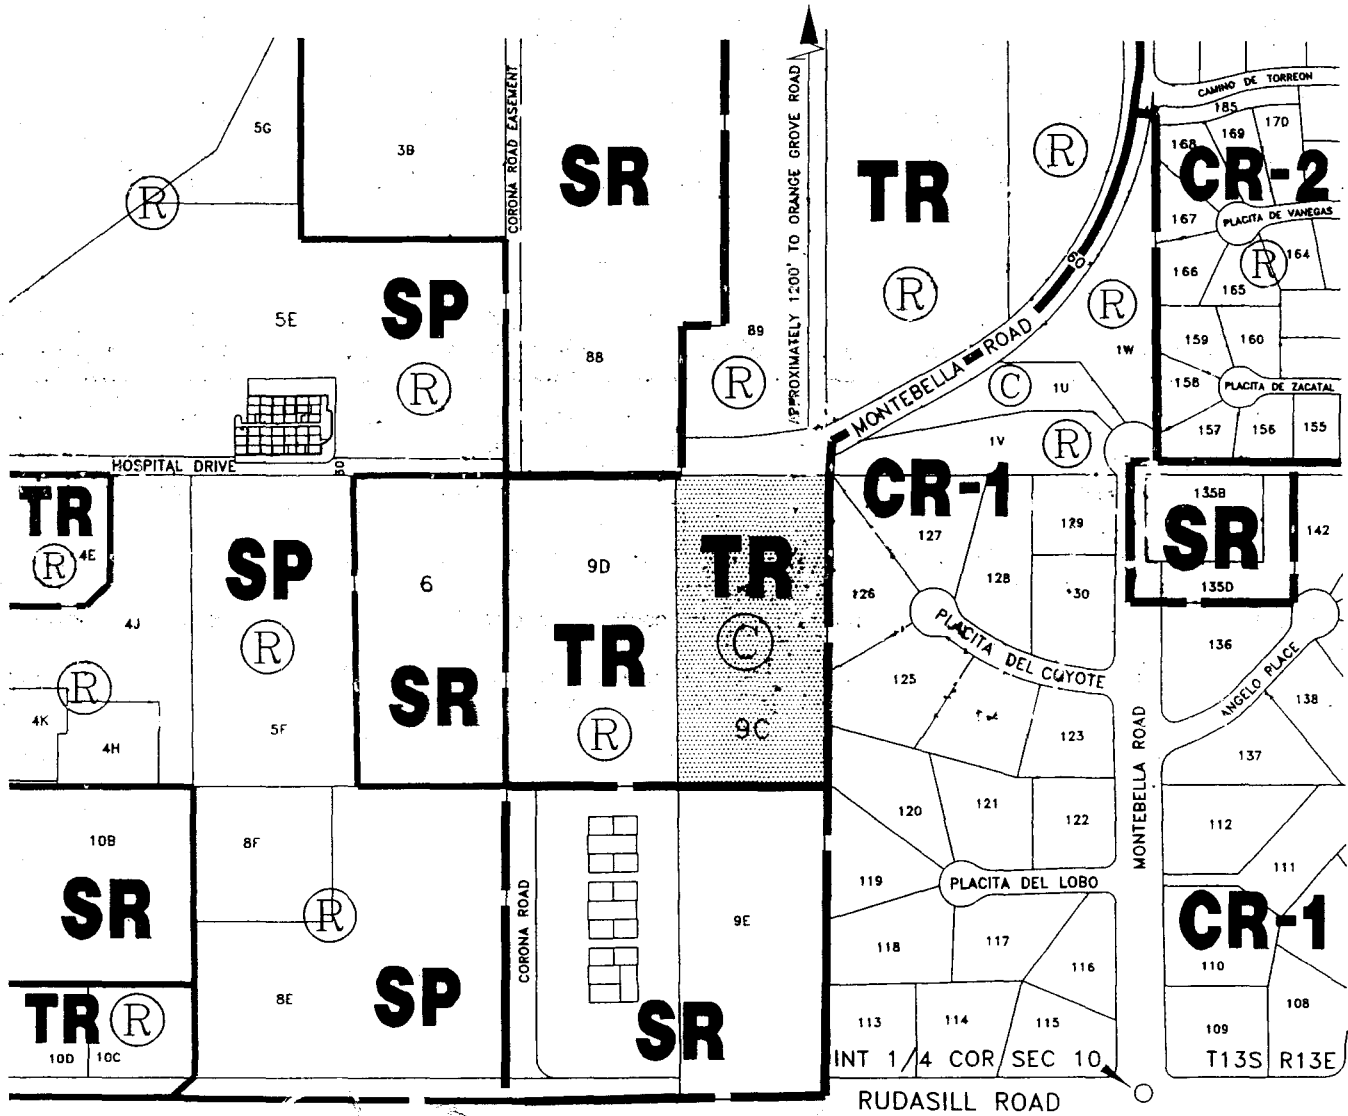 CAMINO DE TORREON
185
5G
3B
CORONA ROAD EASEMENT
SR
APPROXIMATELY 1200' TO ORANGE GROVE ROAD
TR
R
168
169
17D
CR-2
R
167
PLACITA DE VANEGAS
164
R
166
165
60
R
R
SP
5E
R
88
89
R
MONTEBELLA ROAD
1W
159
160
C
1U
158
PLACITA DE ZACATAL
157
156
155
1V
R
HOSPITAL DRIVE
CR-1
TR
4E
R
SP
6
9D
TR
127
129
135B
SR
142
135D
128
126
4J
R
TR
C
PLACITA DEL COYOTE
136
ANGELO PLACE
R
SR
125
138
4K
4H
5F
R
9C
123
MONTEBELLA ROAD
137
10B
8F
120
121
122
112
111
SR
R
CORONA ROAD
9E
119
PLACITA DEL LOBO
CR-1
118
117
116
110
SP
8E
TR
R
SR
113
114
115
109
108
10D
10C
INT 1/4 COR SEC 10
T13S R13E
RUDASILL ROAD